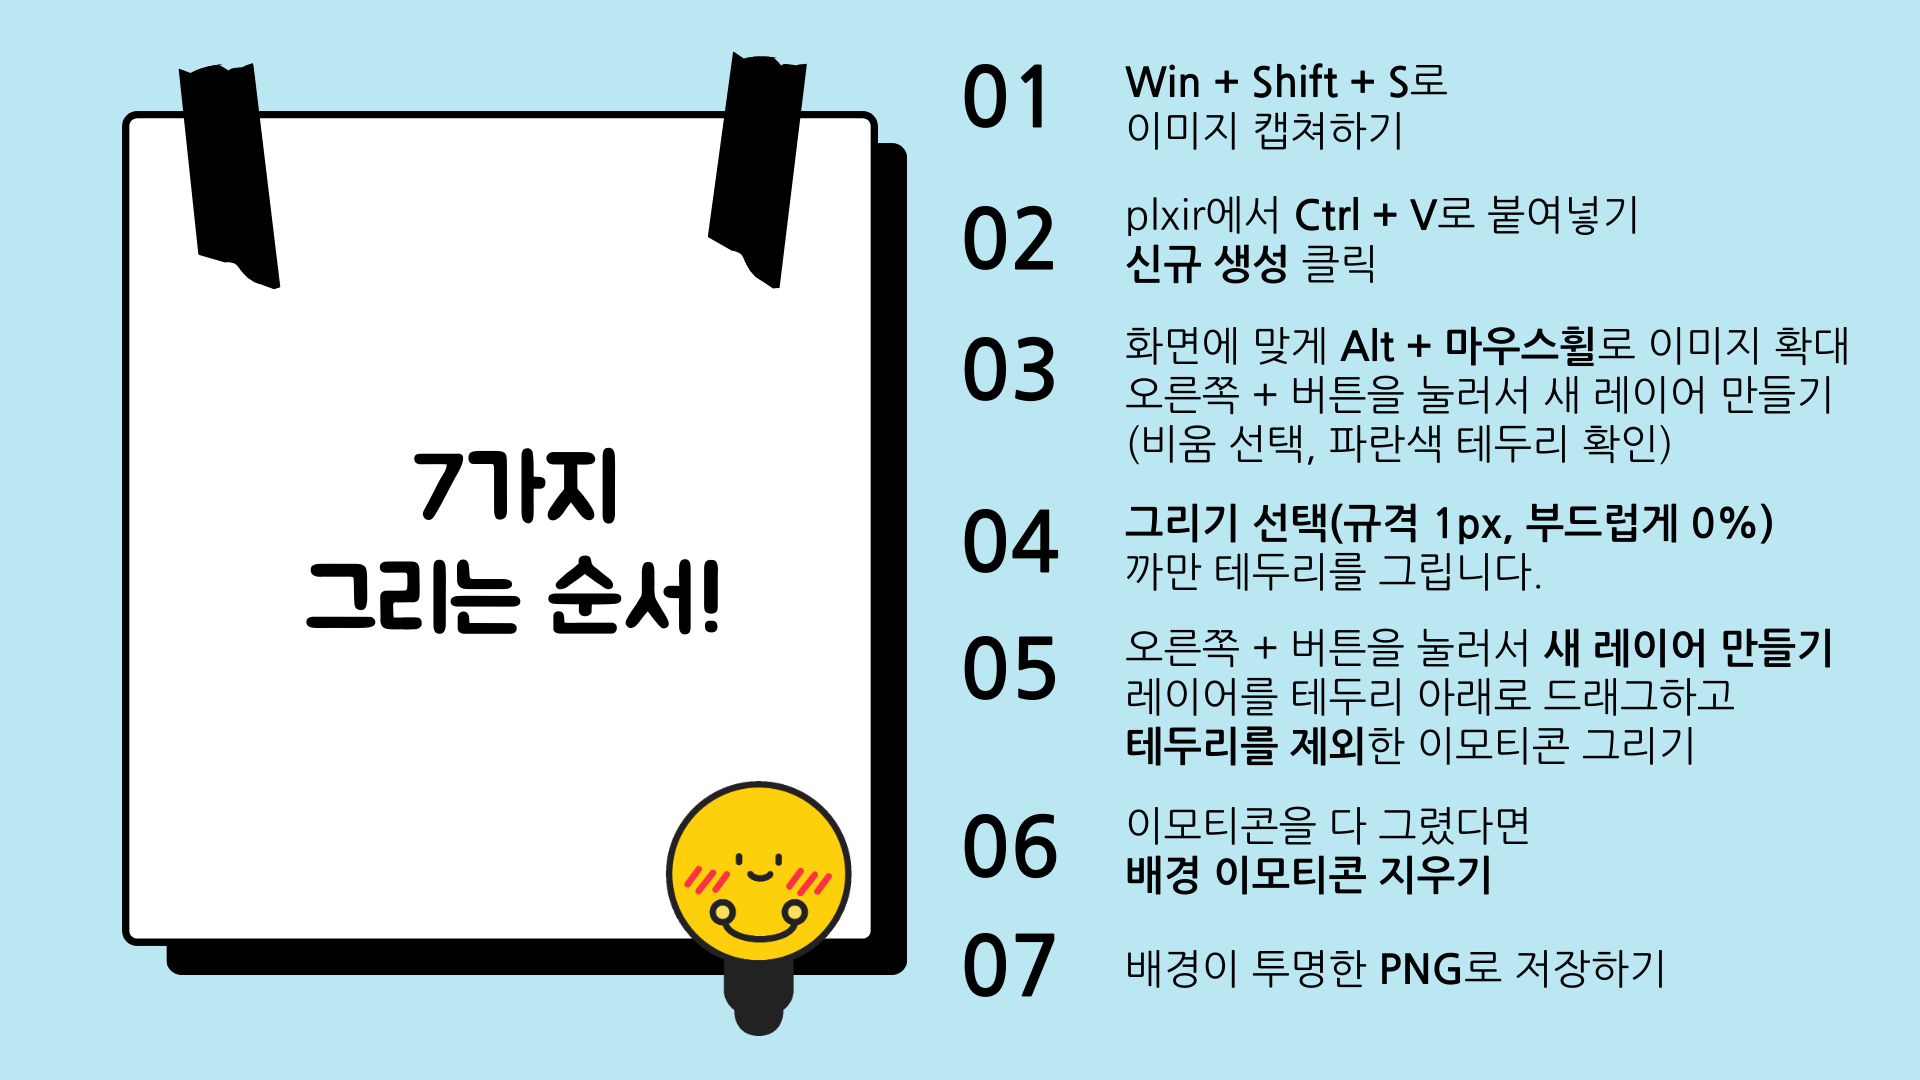 7가지
그리는 순서!
01
Win + Shift + S로
이미지 캡쳐하기
02
plxir에서 Ctrl + V로 붙여넣기
신규 생성 클릭
03
화면에 맞게 Alt + 마우스휠로 이미지 확대
오른쪽 + 버튼을 눌러서 새 레이어 만들기
(비움 선택, 파란색 테두리 확인)
04
그리기 선택(규격 1px, 부드럽게 0%)
까만 테두리를 그립니다.
05
오른쪽 + 버튼을 눌러서 새 레이어 만들기
레이어를 테두리 아래로 드래그하고
테두리를 제외한 이모티콘 그리기
06
이모티콘을 다 그렸다면
배경 이모티콘 지우기
07
배경이 투명한 PNG로 저장하기